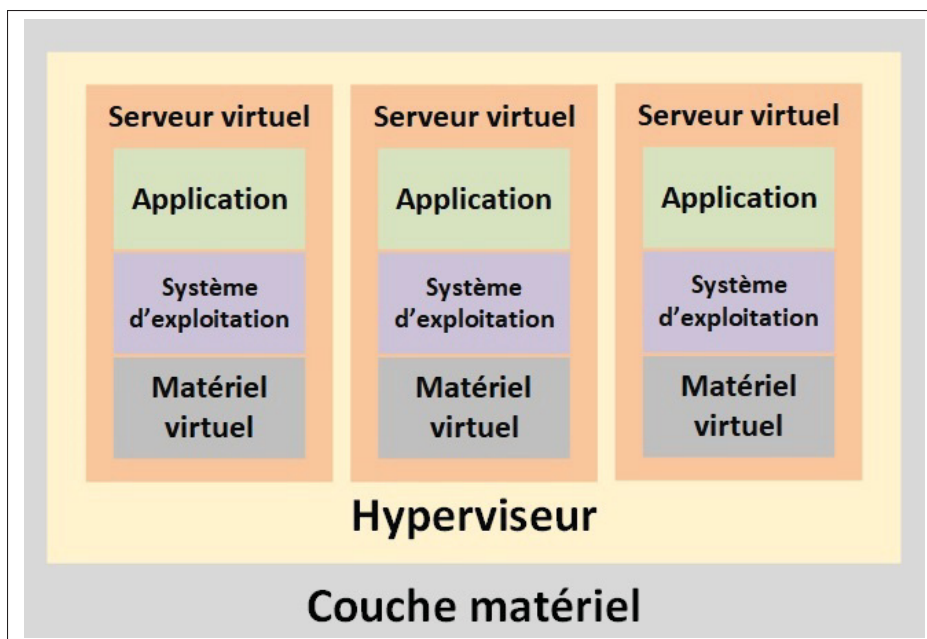 Serveur virtuel
Application
Système
d'exploitation
Matériel
virtuel
Serveur virtuel
Application
Système
d'exploitation
Matériel
virtuel
Serveur virtuel
Application
Système
d'exploitation
Matériel
virtuel
Hyperviseur
Couche matériel